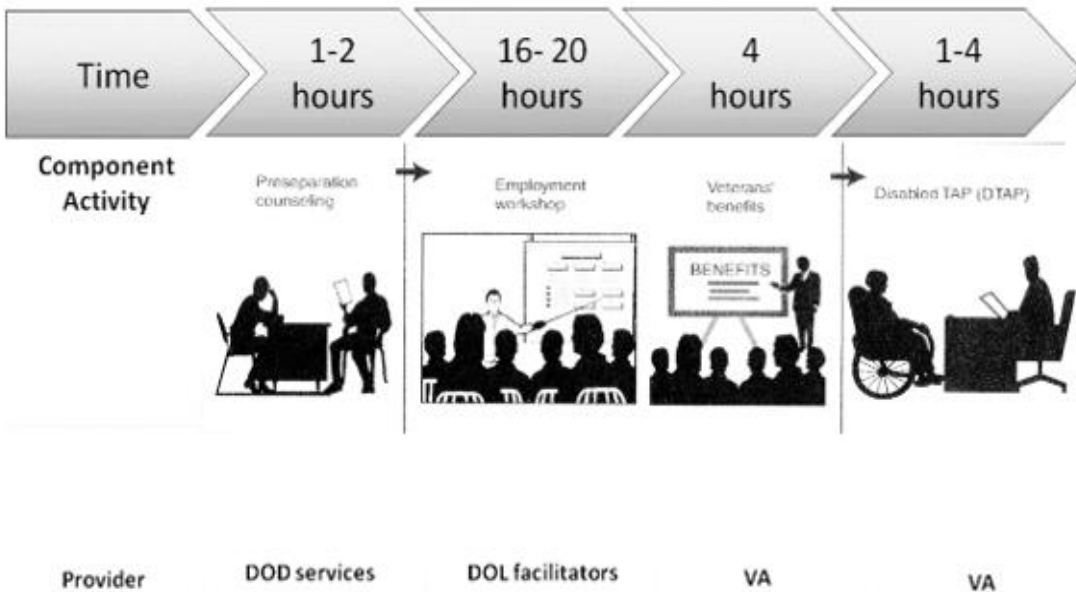 Time
1-2
hours
16- 20
hours
4
hours
1-4
hours
Component
Activity
Preseparation
counseling
Employment
workshop
Veterans'
benefits
Disabled TAP (DTAP)
BENEFITS
Provider
DOD services
DOL facilitators
VA
VA